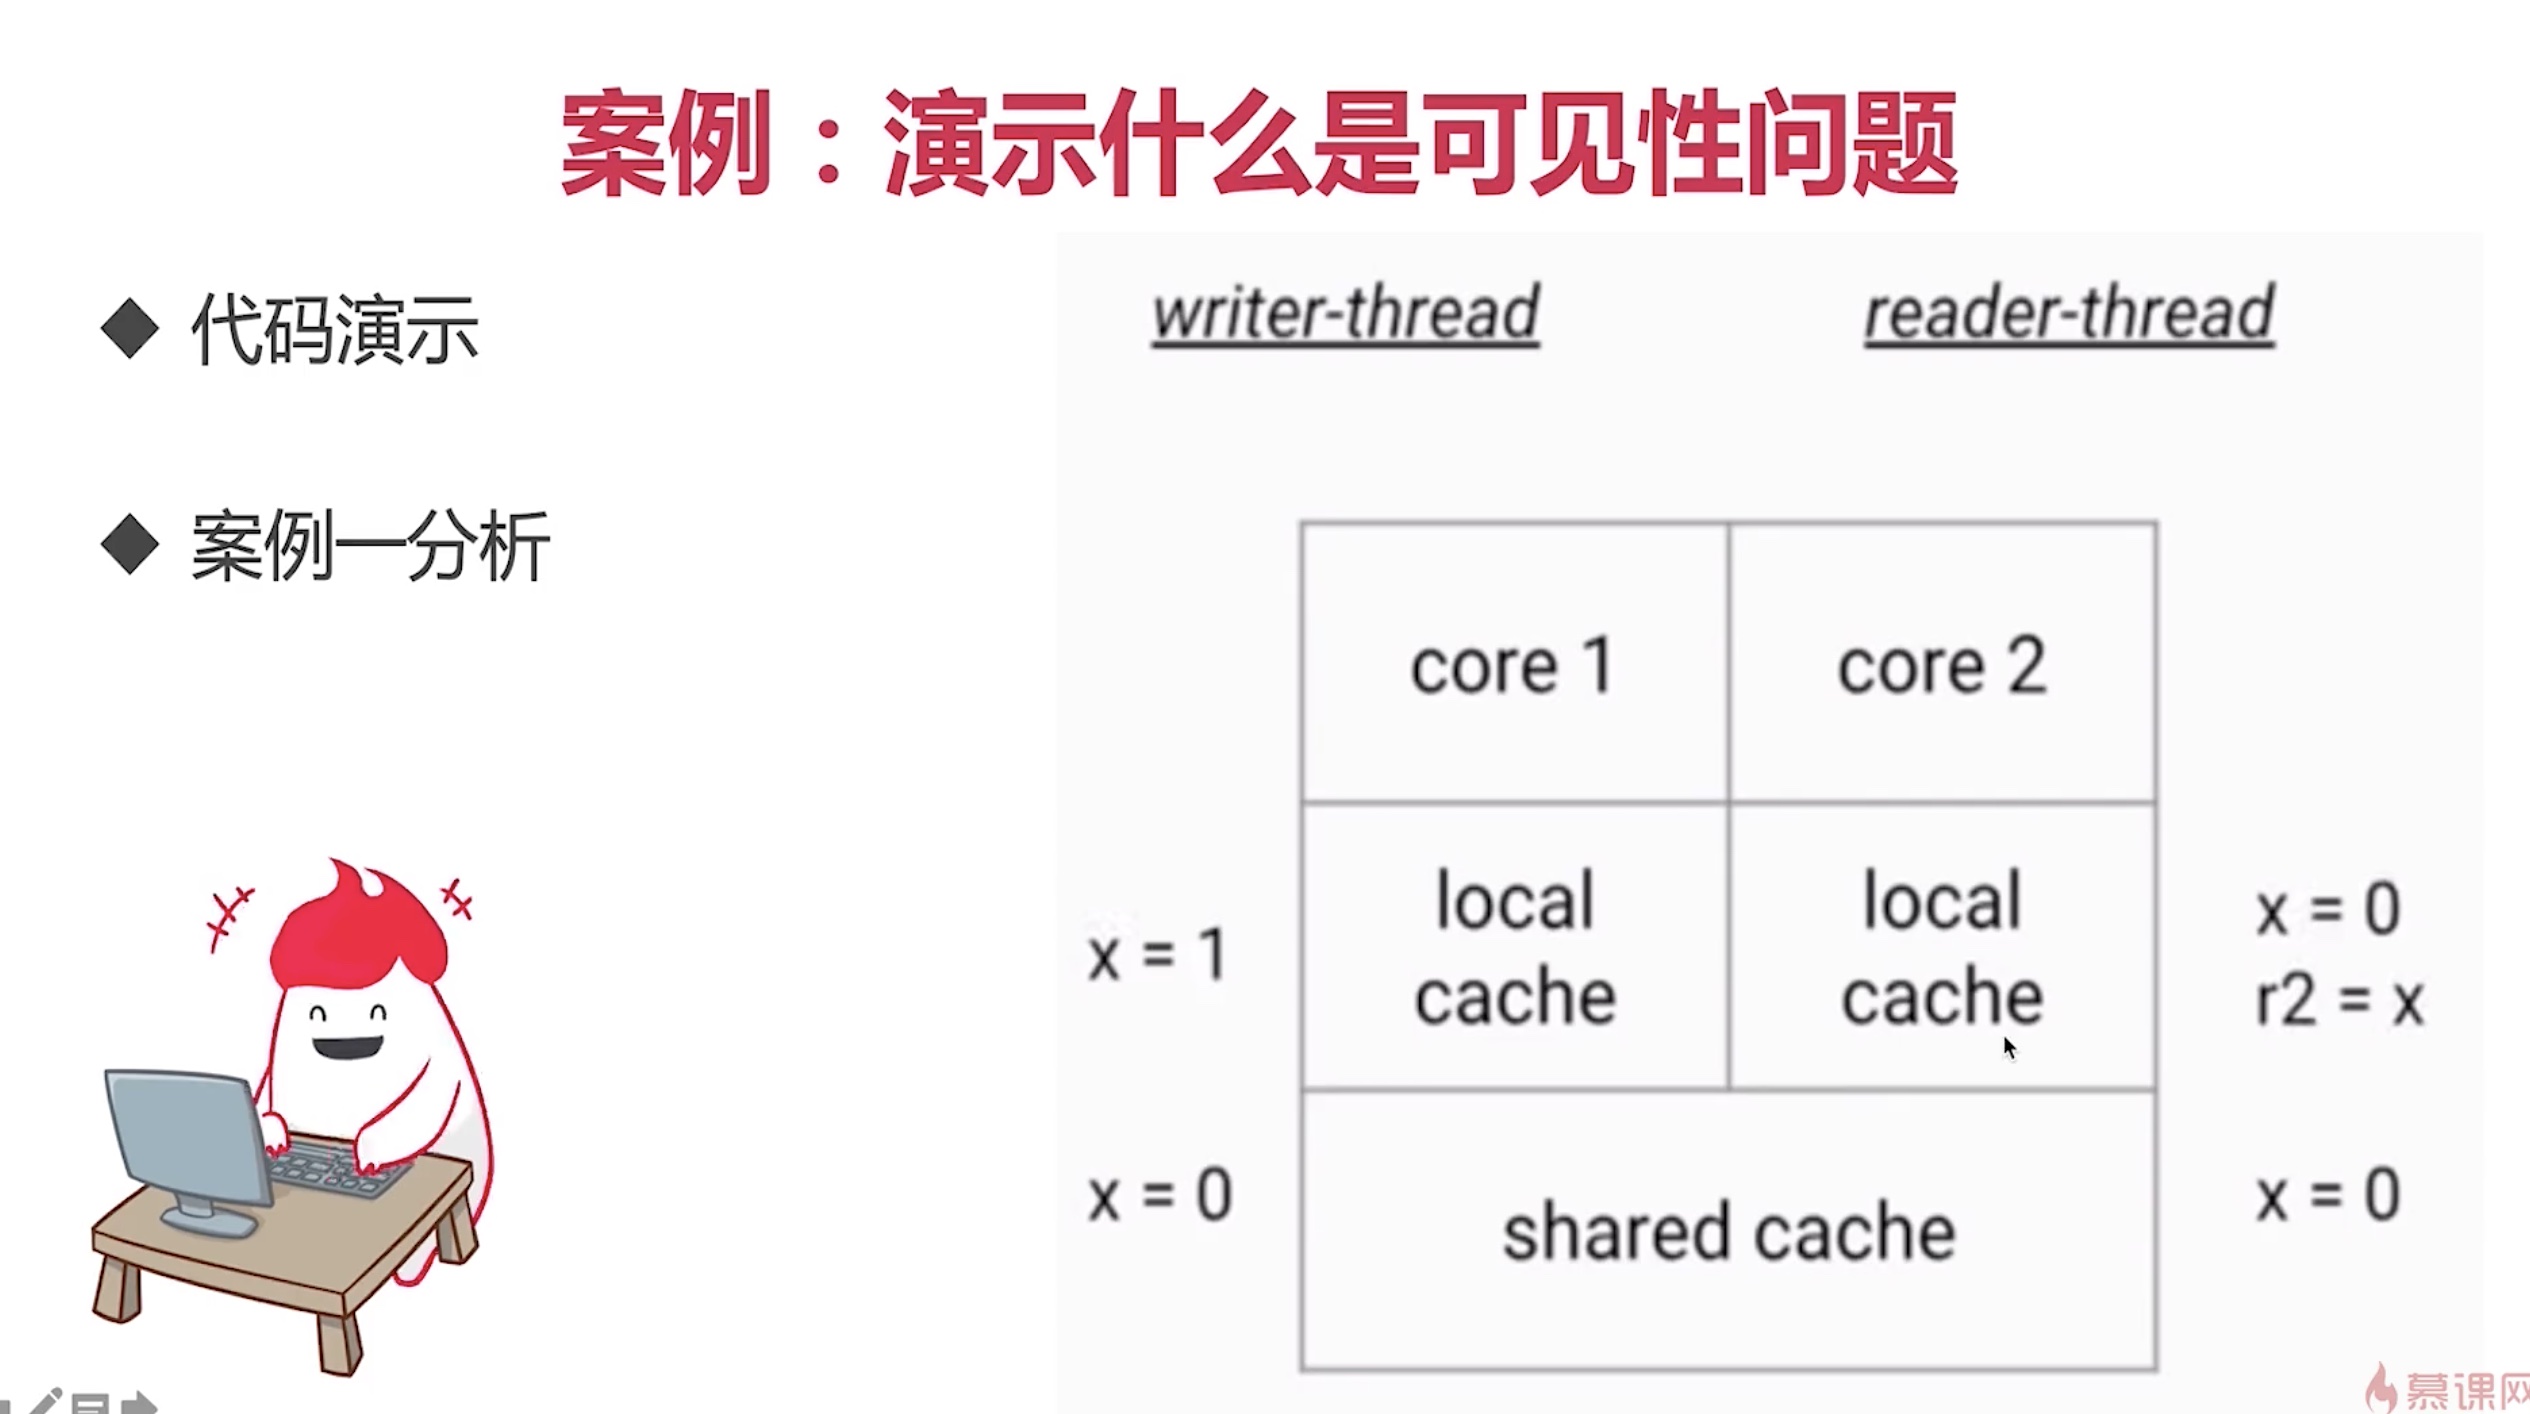 案例：演示什么是可见性问题
代码演示
案例一分析
writer-thread
reader-thread
core 1
core 2
local
cache
local
cache
x = 1
x = 0
r2 = x
x = 0
shared cache
x = 0
慕课网